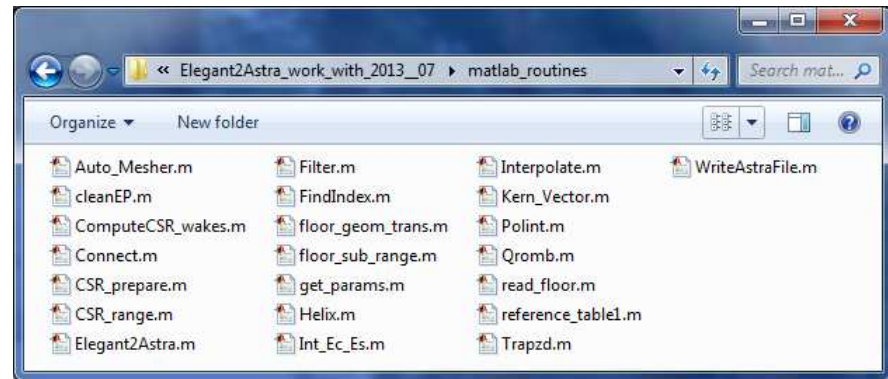 « Elegant2Astra_work_with_2013__07 ▸ matlab_routines
Search mat...
Organize ▾ New folder
Auto_Mesher.m
cleanEP.m
ComputeCSR_wakes.m
Connect.m
CSR_prepare.m
CSR_range.m
Elegant2Astra.m
Filter.m
FindIndex.m
floor_geom_trans.m
floor_sub_range.m
get_params.m
Helix.m
Int_Ec_Es.m
Interpolate.m
Kern_Vector.m
Polint.m
Qromb.m
read_floor.m
reference_table1.m
Trapzd.m
WriteAstraFile.m